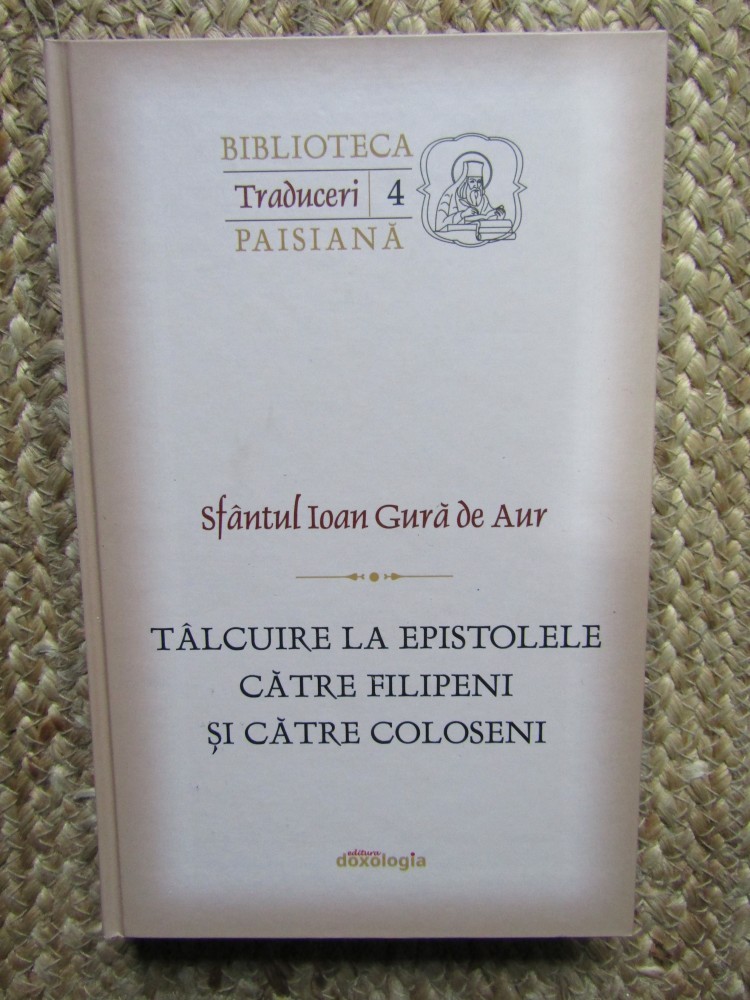 BIBLIOTECA
Traduceri | 4
PAISIANĂ
Sfântul Ioan Gură de Aur
TÂLCUIRE LA EPISTOLELE
CĂTRE FILIPENI
ȘI CĂTRE COLOSENI
editura
doxologia